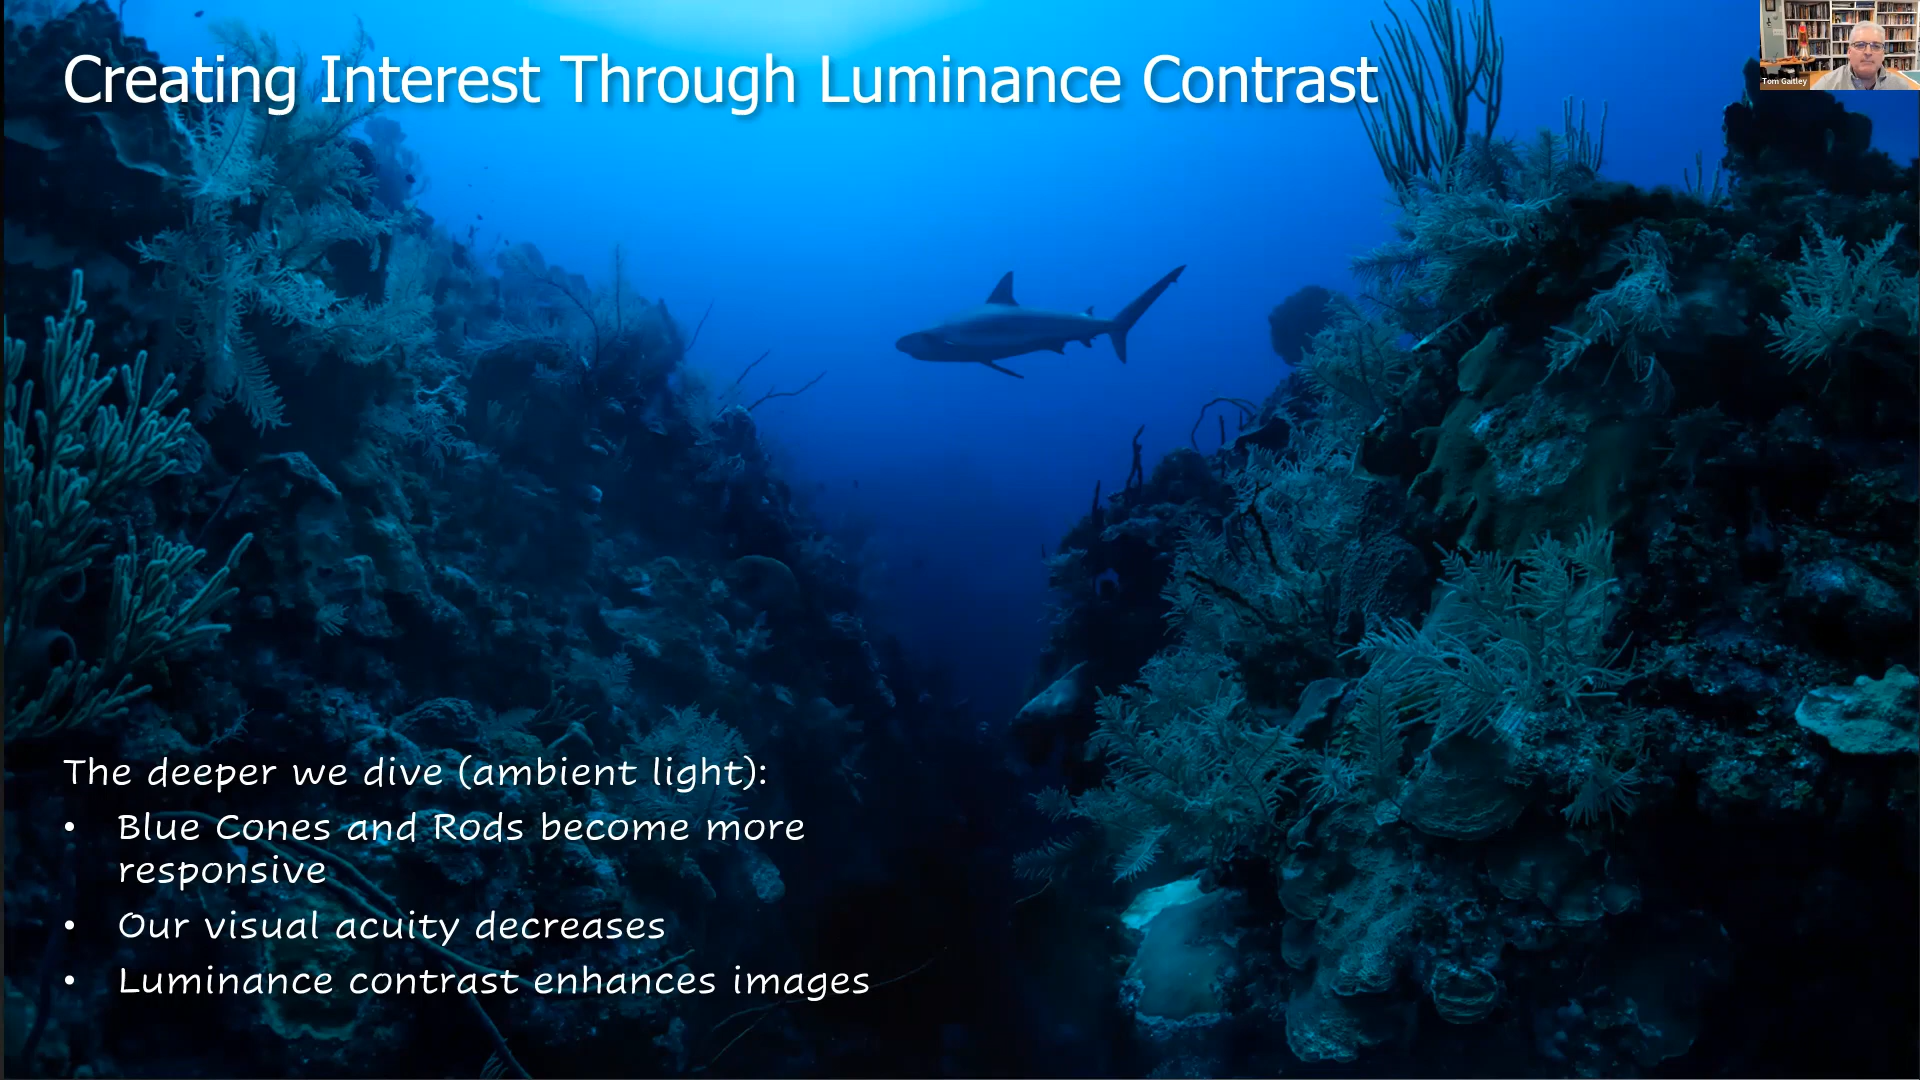 Creating Interest Through Luminance Contrast
Tom Gaitley
The deeper we dive (ambient light):
• Blue Cones and Rods become more
responsive
• Our visual acuity decreases
• Luminance contrast enhances images